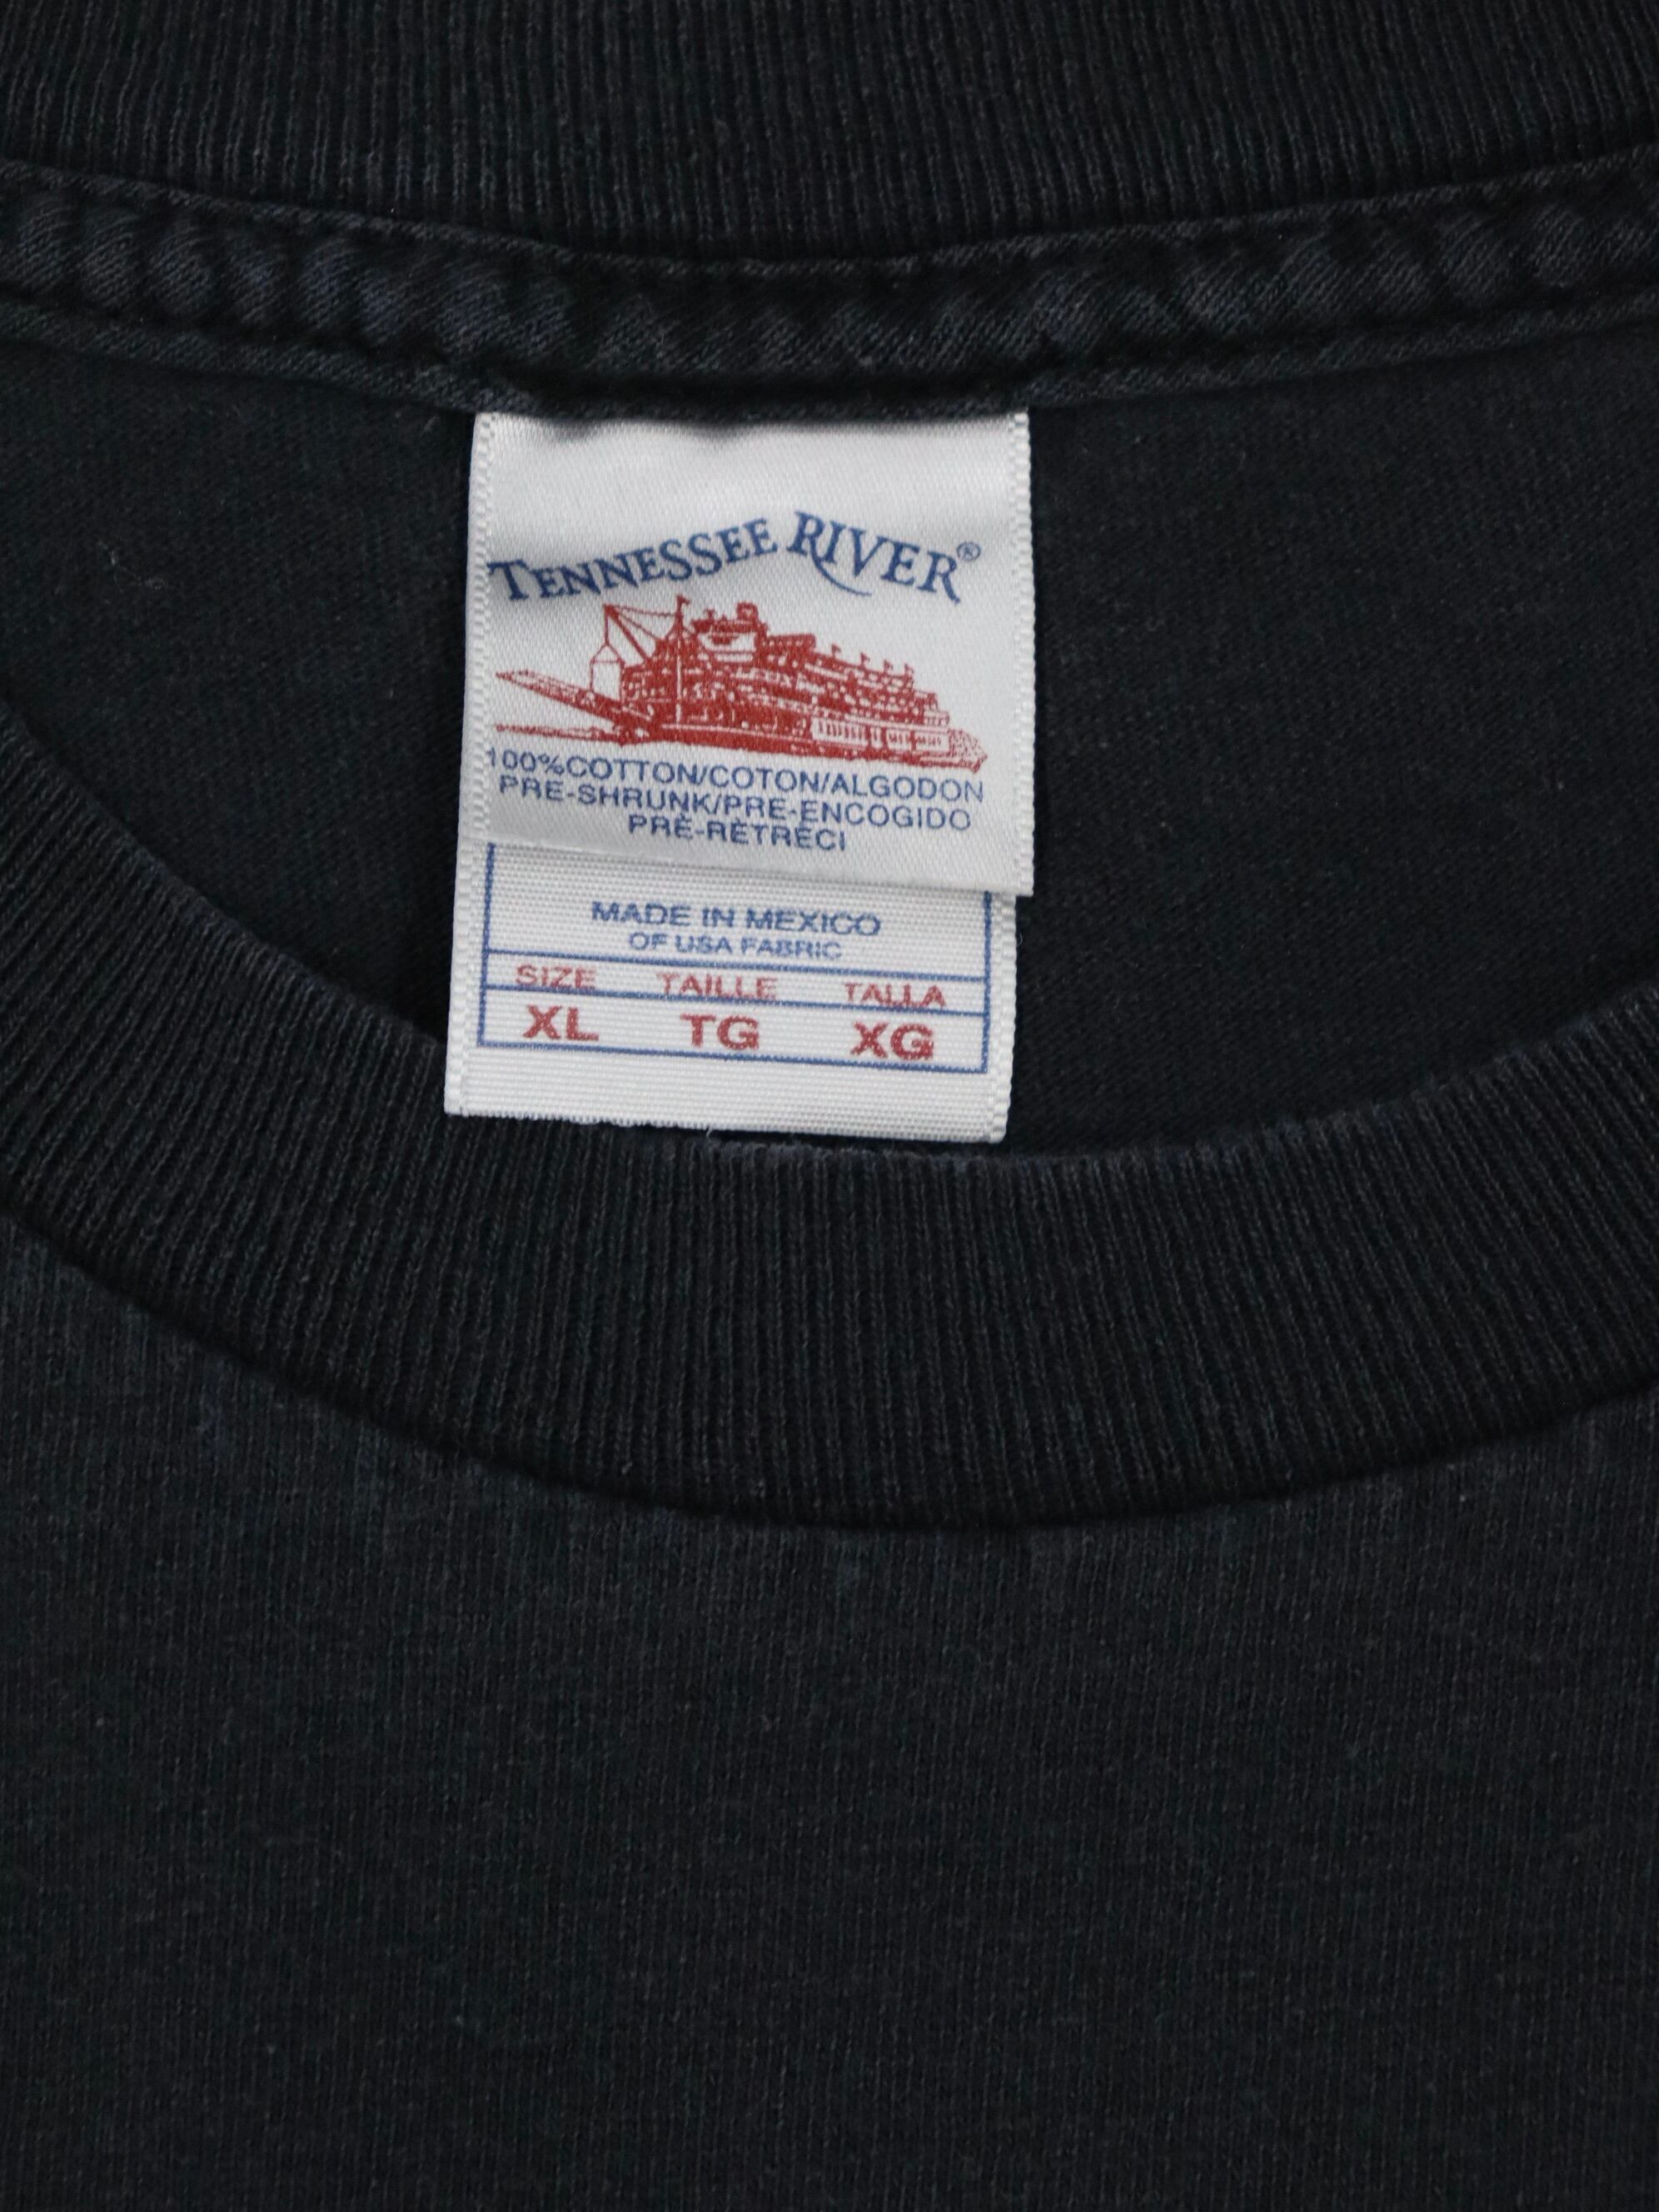 TENNESSEE RIVER®
100%COTTON/COTON/ALGODON
PRE-SHRUNK/PRE-ENCOGIDO
PRÉ-RÉTRÉCI
MADE IN MEXICO
OF USA FABRIC
SIZE TAILLE TALLA
XL TG XG